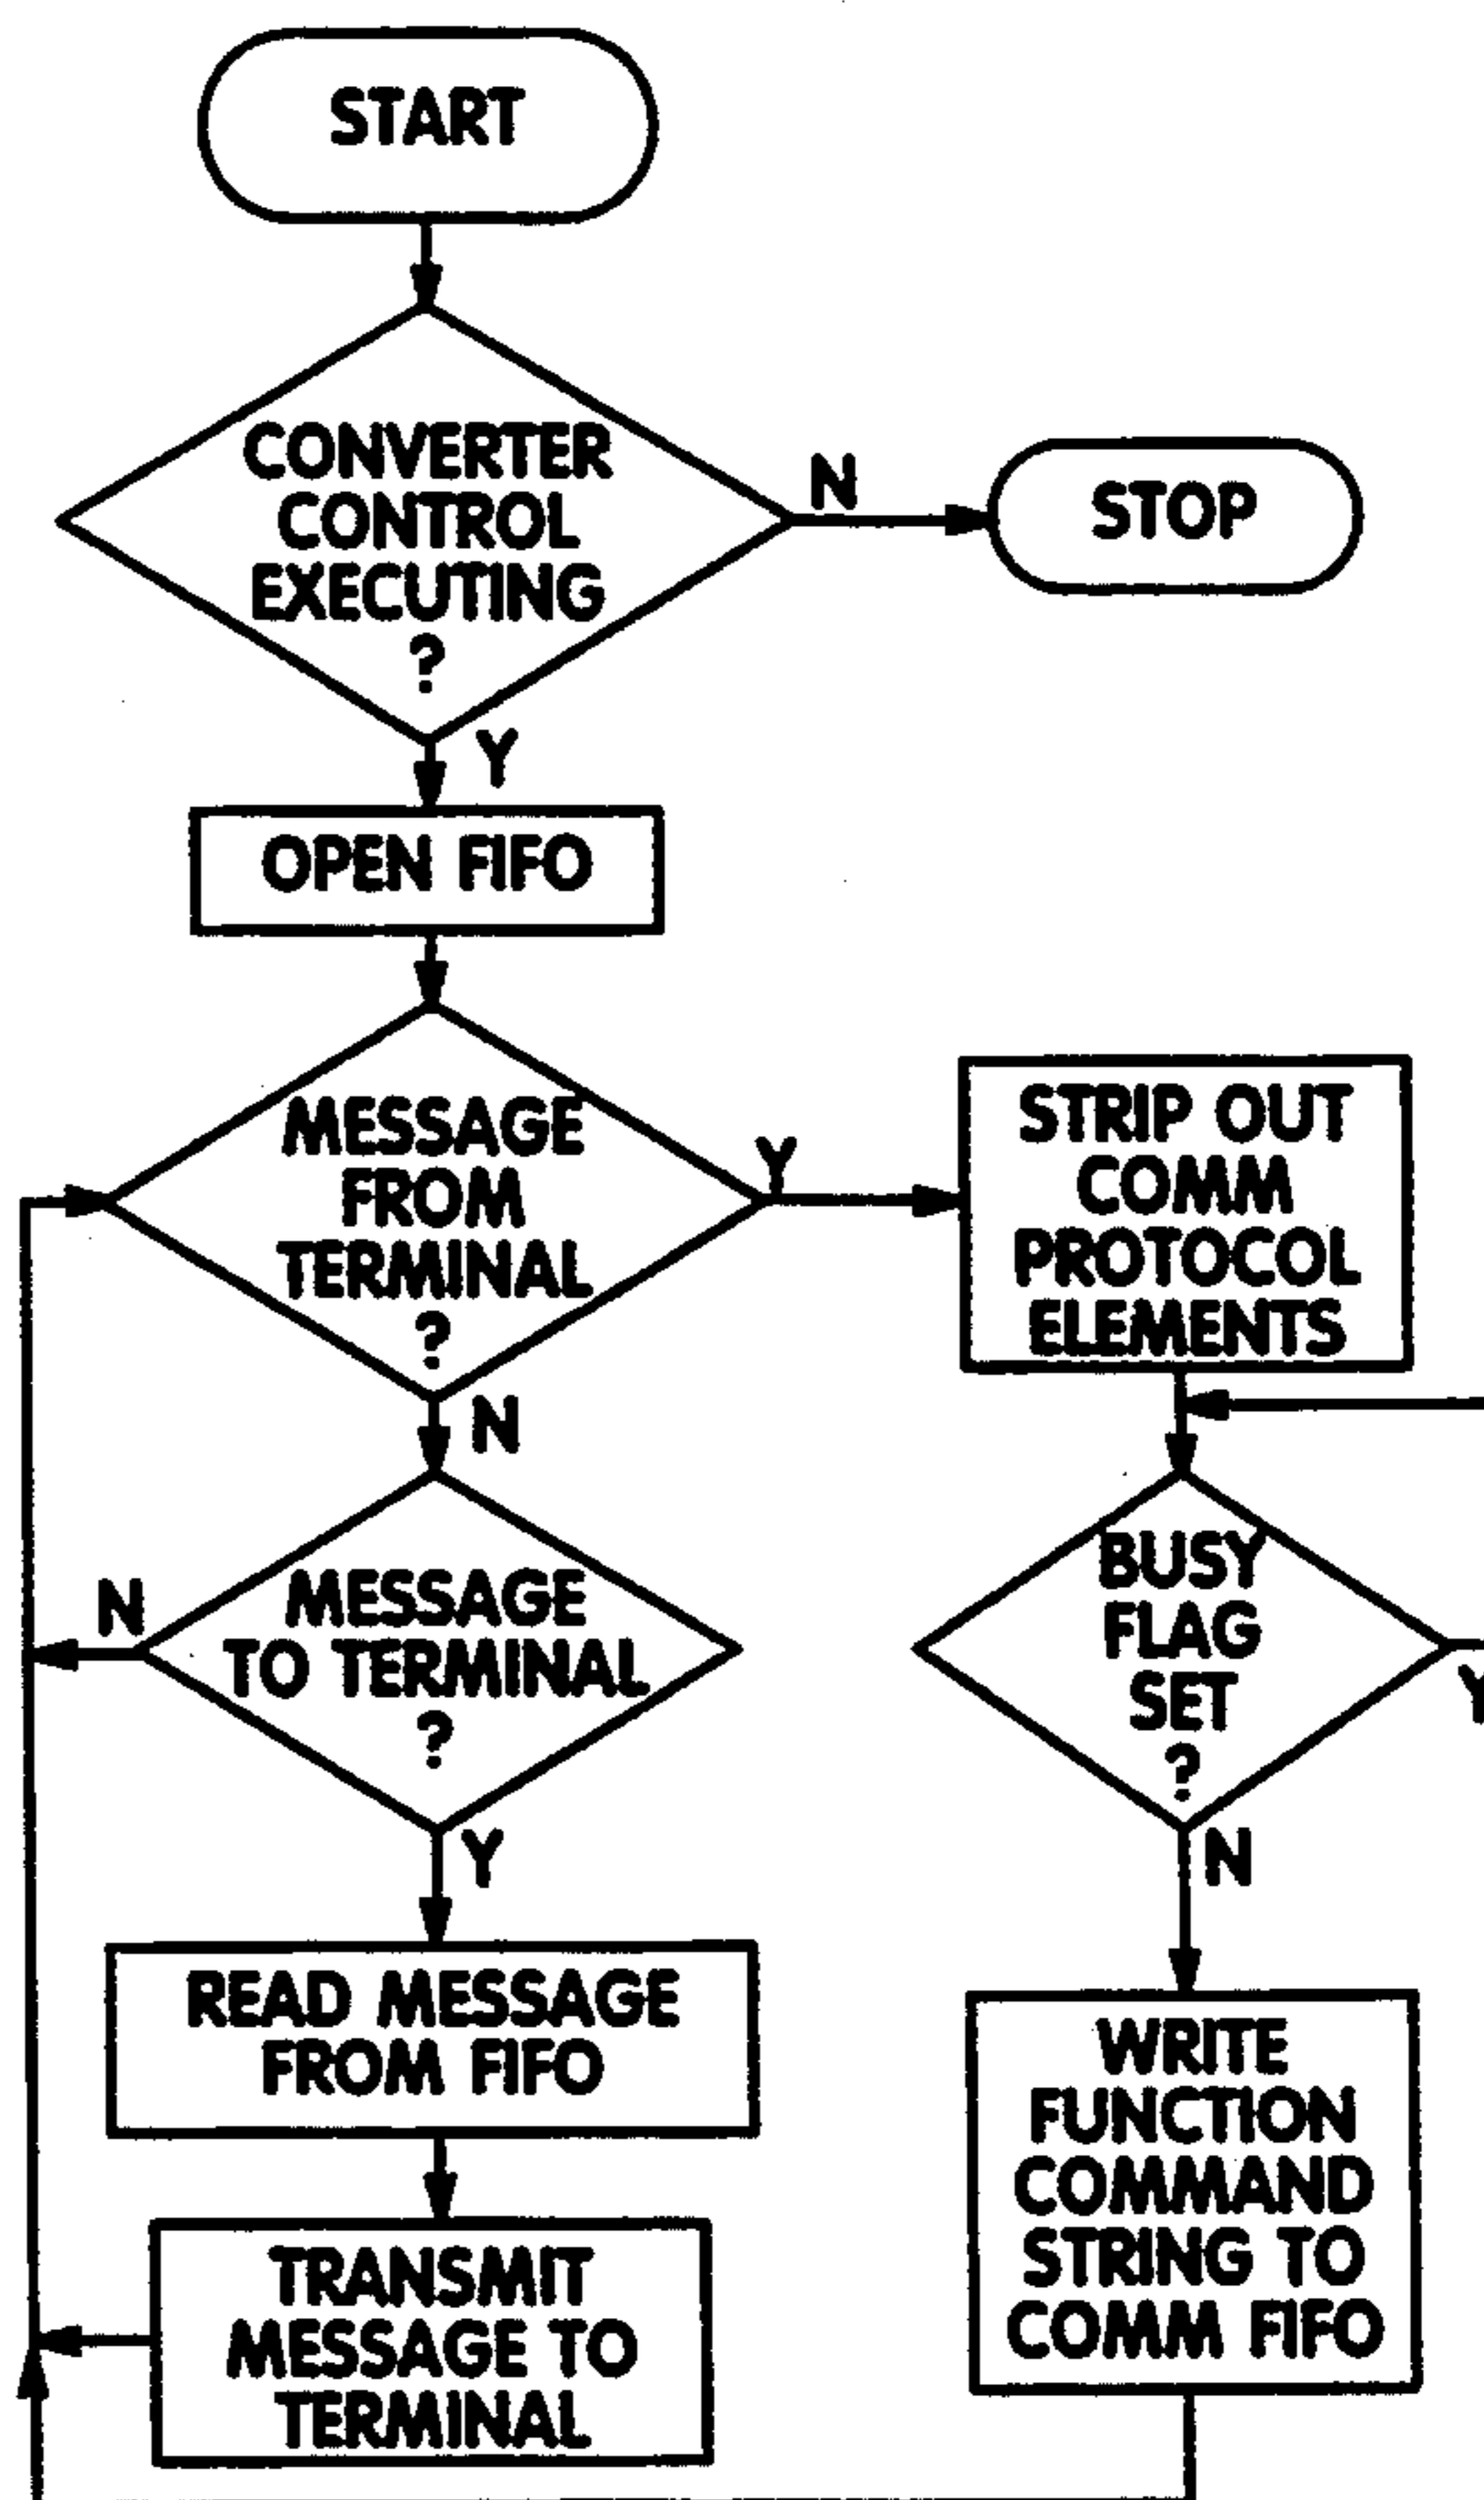 START
CONVERTER
CONTROL
EXECUTING
?
N
STOP
Y
OPEN FIFO
MESSAGE
FROM
TERMINAL
?
Y
STRIP OUT
COMM
PROTOCOL
ELEMENTS
N
MESSAGE
TO TERMINAL
?
N
BUSY
FLAG
SET
?
Y
N
Y
READ MESSAGE
FROM FIFO
WRITE
FUNCTION
COMMAND
STRING TO
COMM FIFO
TRANSMIT
MESSAGE TO
TERMINAL